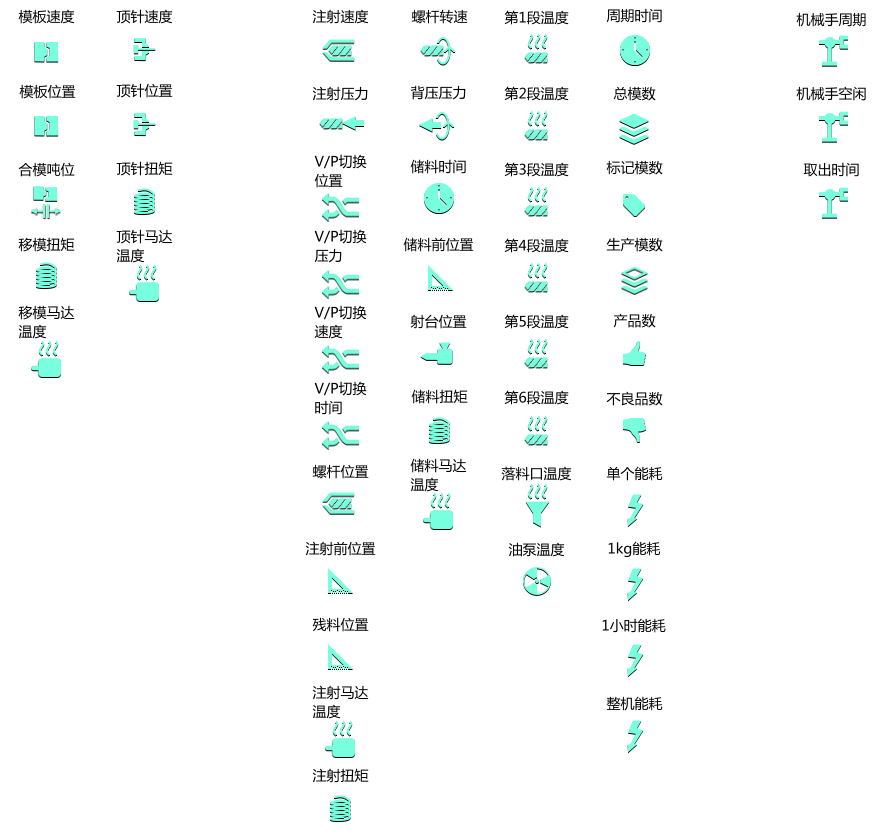 模板速度
模板位置
合模吨位
移模扭矩
移模马达
温度
顶针速度
顶针位置
顶针扭矩
顶针马达
温度
注射速度
注射压力
V/P切换
位置
V/P切换
压力
V/P切换
速度
V/P切换
时间
螺杆位置
注射前位置
残料位置
注射马达
温度
注射扭矩
螺杆转速
背压压力
储料时间
储料前位置
射台位置
储料扭矩
储料马达
温度
第1段温度
第2段温度
第3段温度
第4段温度
第5段温度
第6段温度
落料口温度
油泵温度
周期时间
总模数
标记模数
生产模数
产品数
不良品数
单个能耗
1kg能耗
1小时能耗
整机能耗
机械手周期
机械手空闲
取出时间